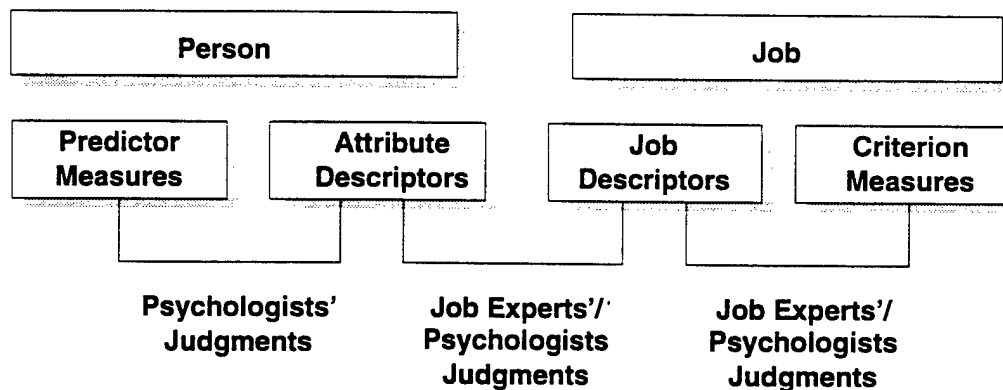 Person
Job
Predictor
Measures
Attribute
Descriptors
Job
Descriptors
Criterion
Measures
Psychologists'
Judgments
Job Experts'/
Psychologists
Judgments
Job Experts'/
Psychologists
Judgments